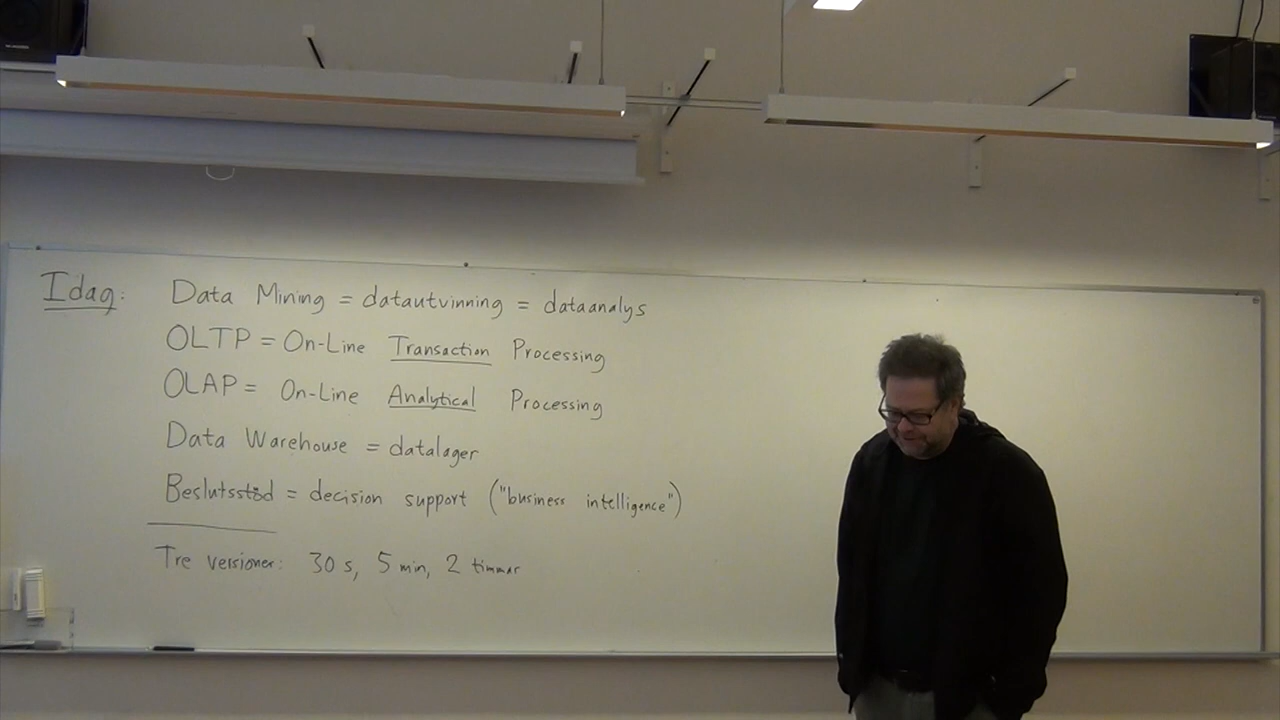 Idag: Data Mining = datautvinning = dataanalys
OLTP = On-Line Transaction Processing
OLAP = On-Line Analytical Processing
Data Warehouse = datalager
Beslutsstöd = decision support ("business intelligence")
Tre versioner: 30 s, 5 min, 2 timmar